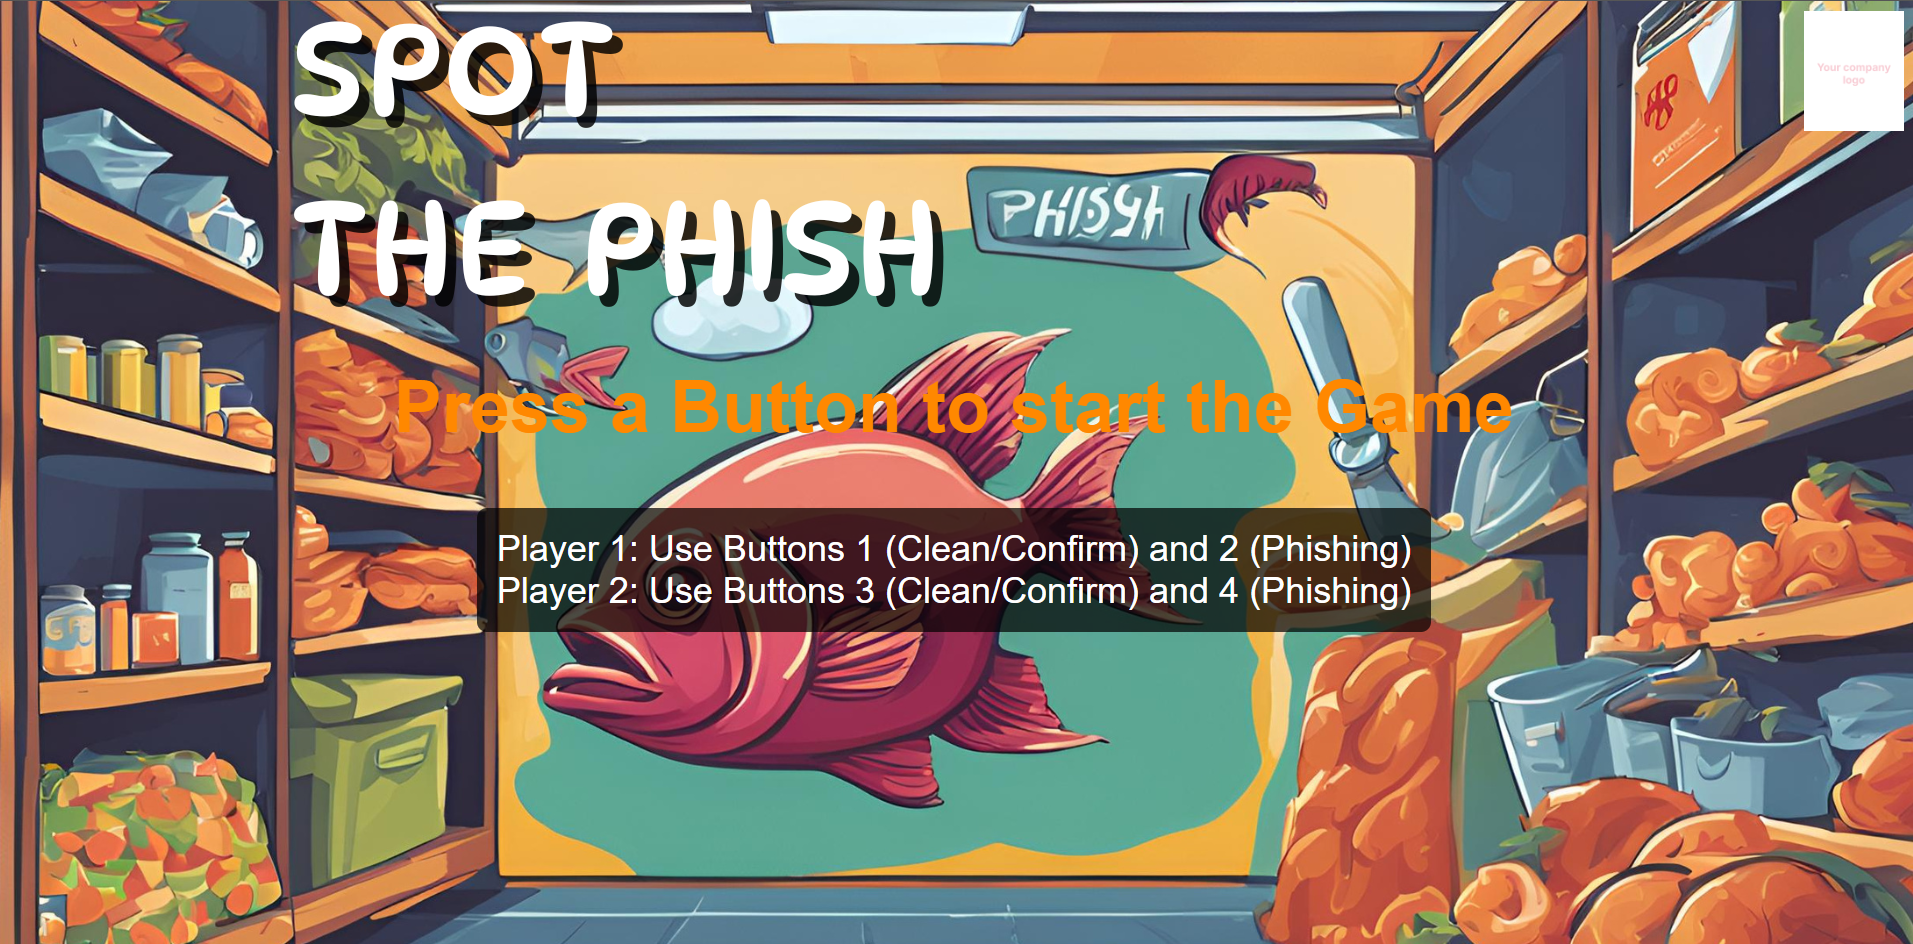 SPOT
THE PHISH
Your company
logo
Press a Button to start the Game
Player 1: Use Buttons 1 (Clean/Confirm) and 2 (Phishing)
Player 2: Use Buttons 3 (Clean/Confirm) and 4 (Phishing)